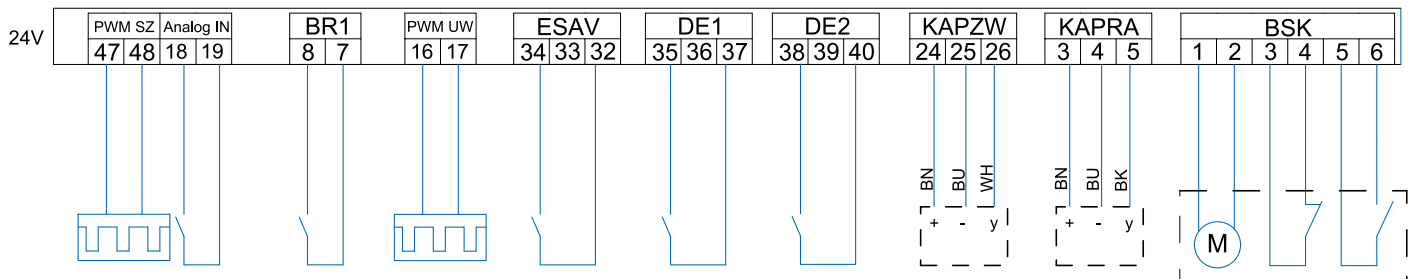 24V
PWM SZ Analog IN BR1 PWM UW ESAV DE1 DE2 KAPZW KAPRA BSK
47 48 18 19 8 7 16 17 34 33 32 35 36 37 38 39 40 24 25 26 3 4 5 1 2 3 4 5 6
BN BU WH BN BU BK
+ - y + - y
M